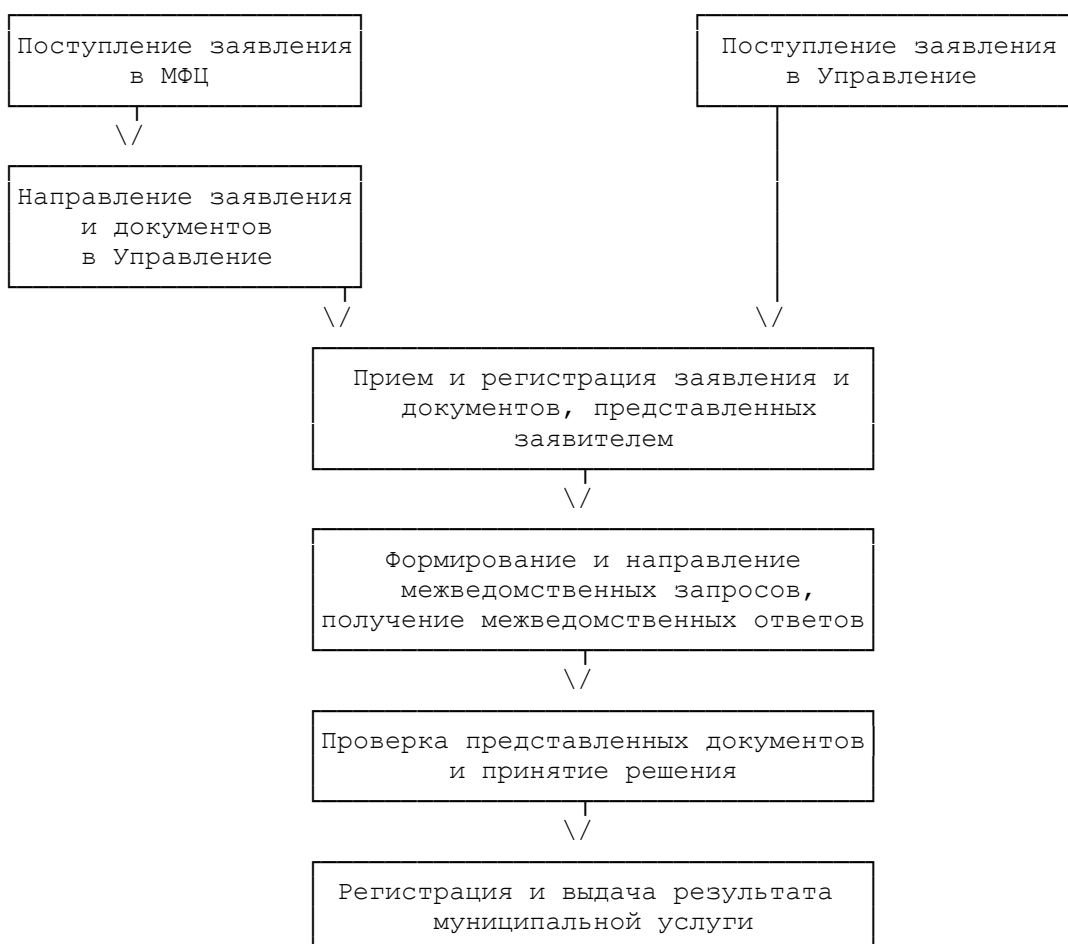 Поступление заявления
в МФЦ
Поступление заявления
в Управление
Направление заявления
и документов
в Управление
Прием и регистрация заявления и
документов, представленных
заявителем
Формирование и направление
межведомственных запросов,
получение межведомственных ответов
Проверка представленных документов
и принятие решения
Регистрация и выдача результата
муниципальной услуги